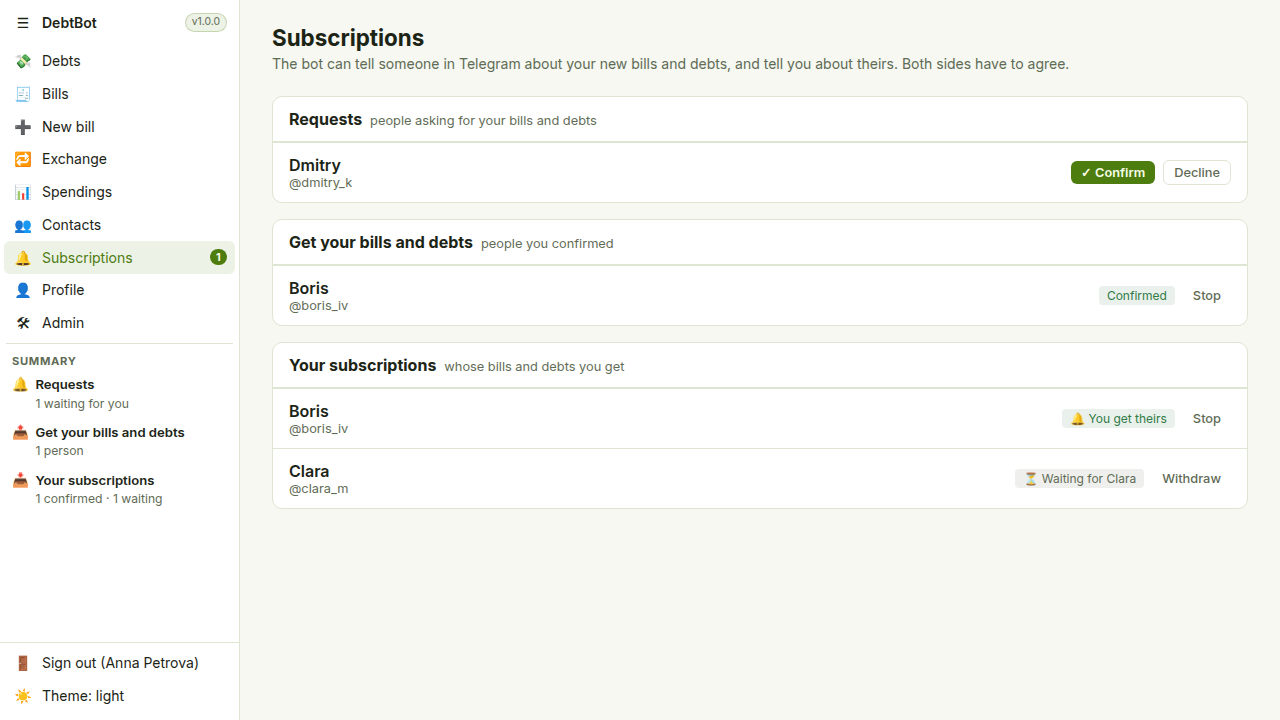 ☰ DebtBot v1.0.0
Debts
Bills
New bill
Exchange
Spendings
Contacts
Subscriptions 1
Profile
Admin
SUMMARY
Requests
1 waiting for you
Get your bills and debts
1 person
Your subscriptions
1 confirmed · 1 waiting
Sign out (Anna Petrova)
Theme: light
Subscriptions
The bot can tell someone in Telegram about your new bills and debts, and tell you about theirs. Both sides have to agree.
Requests people asking for your bills and debts
Dmitry
@dmitry_k
✓ Confirm Decline
Get your bills and debts people you confirmed
Boris
@boris_iv
Confirmed Stop
Your subscriptions whose bills and debts you get
Boris
@boris_iv
🔔 You get theirs Stop
Clara
@clara_m
⏳ Waiting for Clara Withdraw